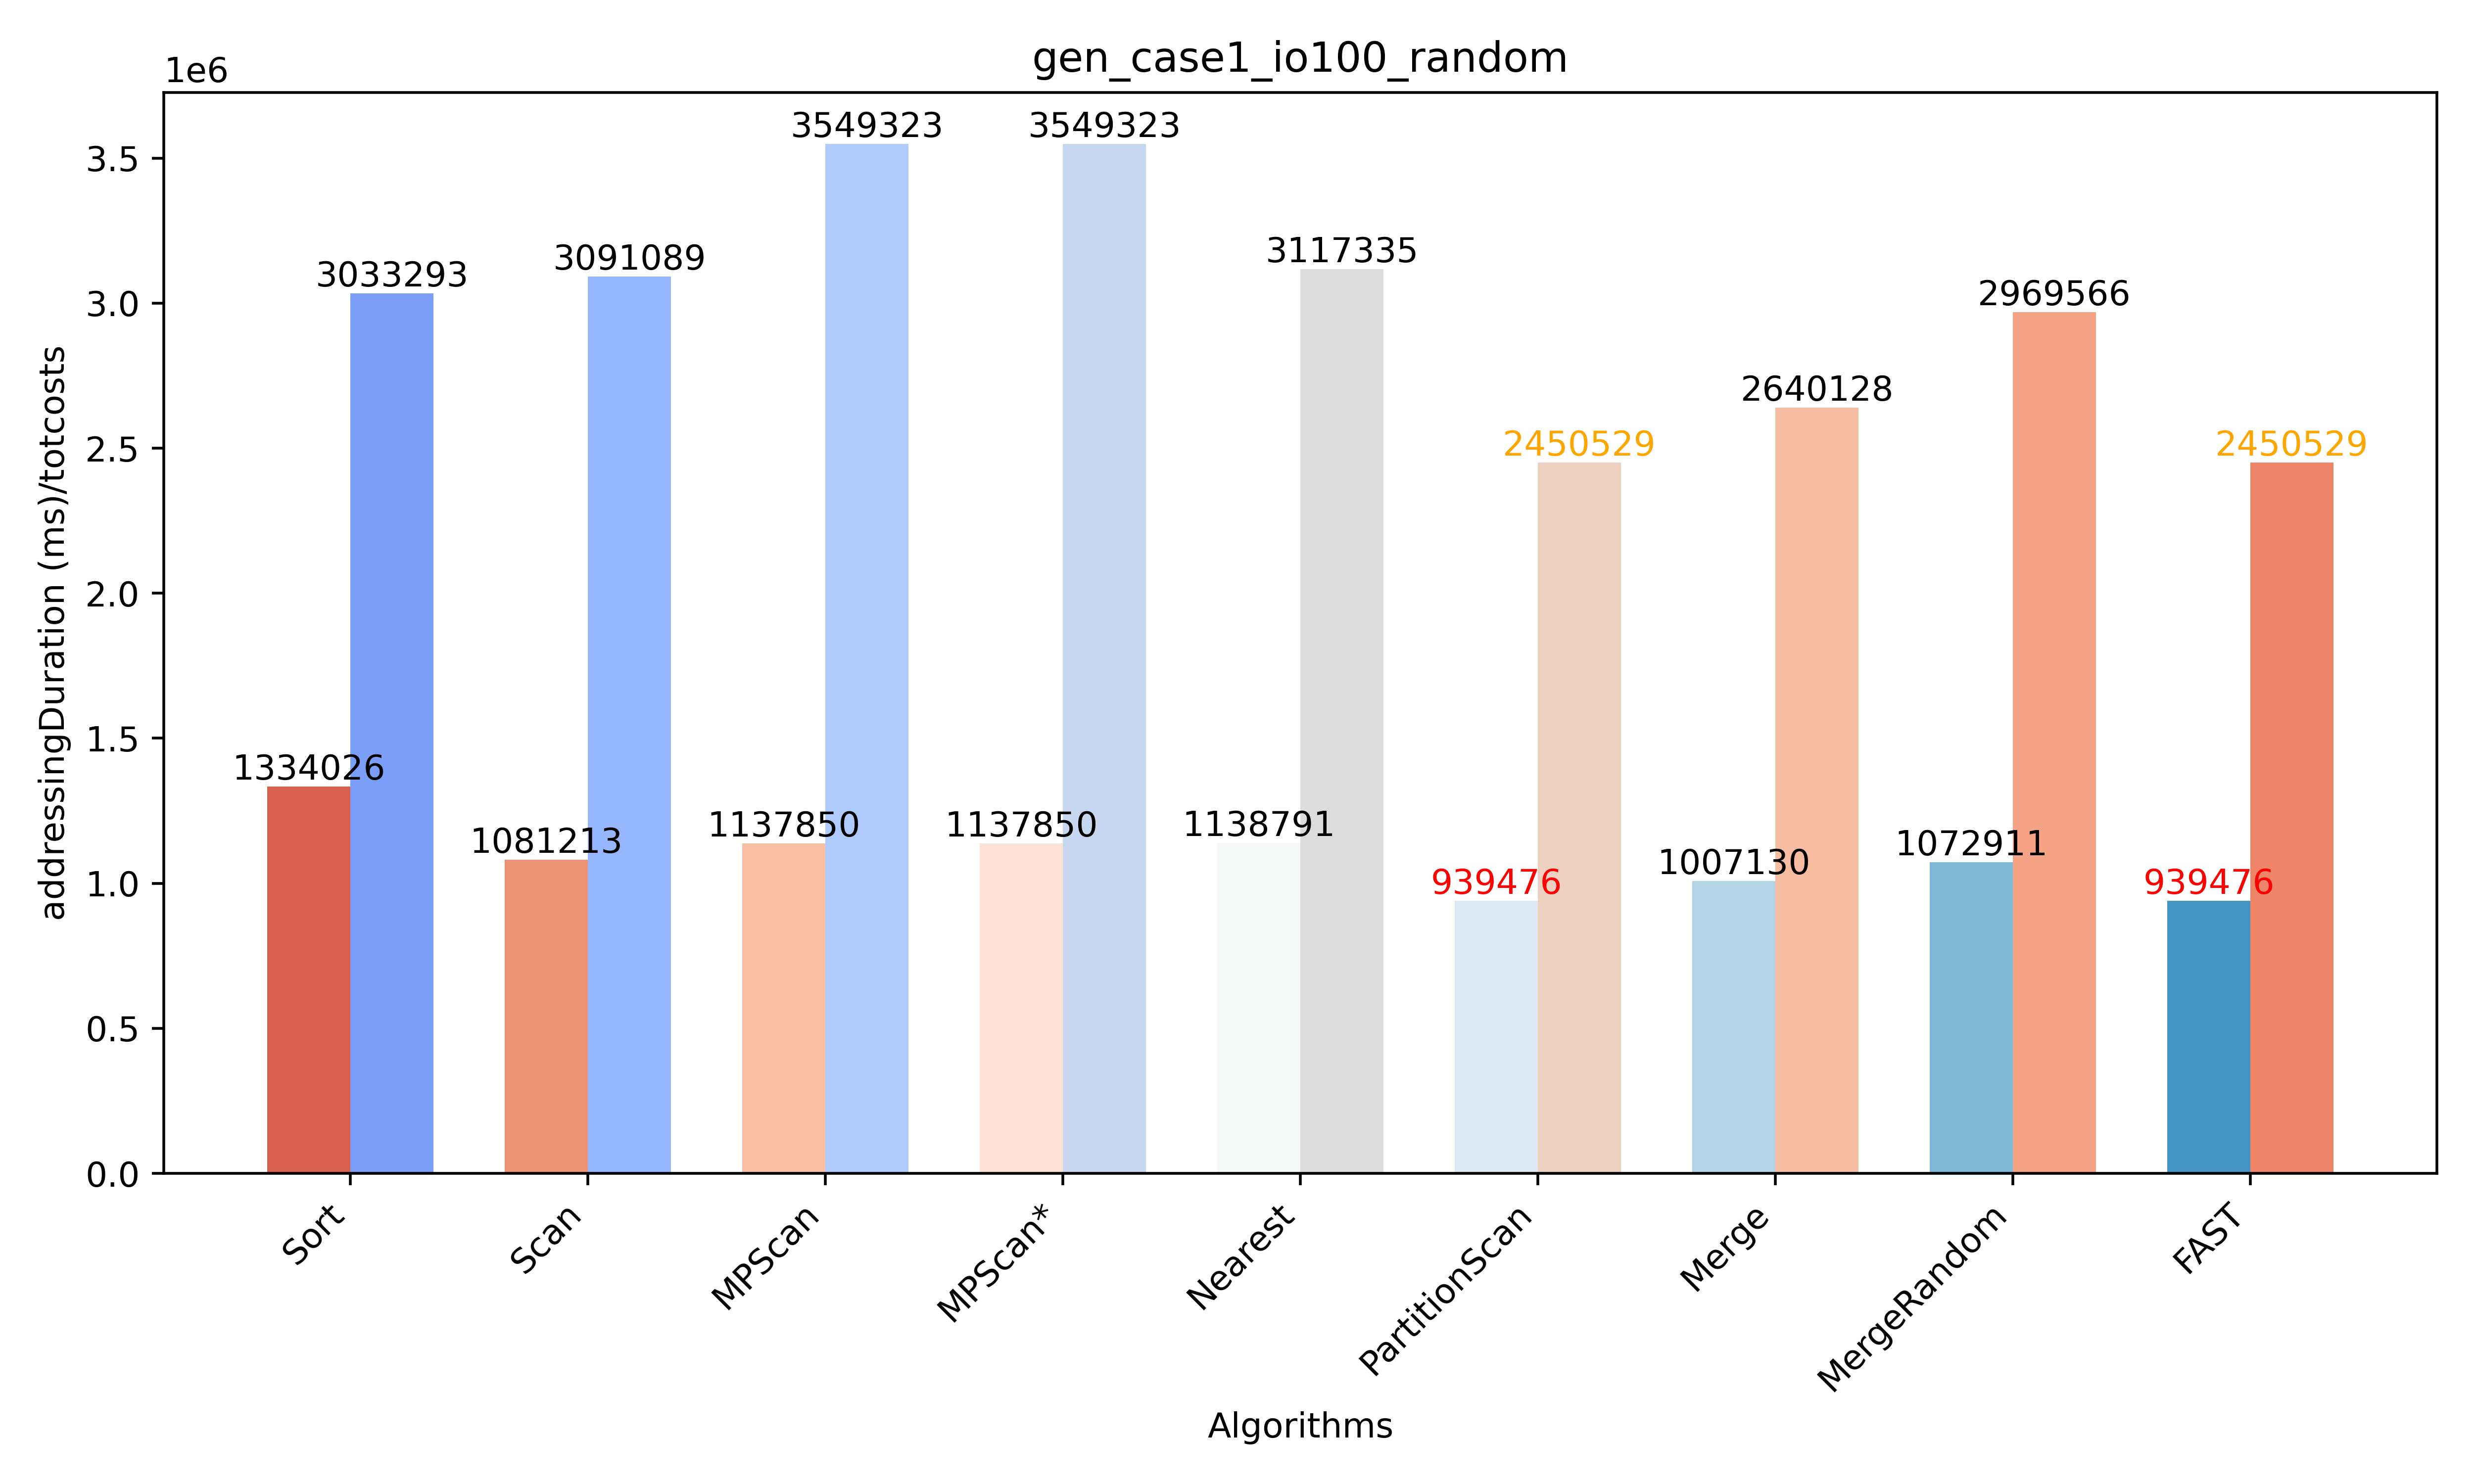 gen_case1_io100_random
1e6
3.5
3.0
2.5
2.0
1.5
1.0
0.5
0.0
addressingDuration (ms)/totcosts
1334026
3033293
1081213
3091089
1137850
3549323
1137850
3549323
1138791
3117335
939476
2450529
1007130
2640128
1072911
2969566
939476
2450529
Sort
Scan
MPScan
MPScan*
Nearest
PartitionScan
Merge
MergeRandom
FAST
Algorithms